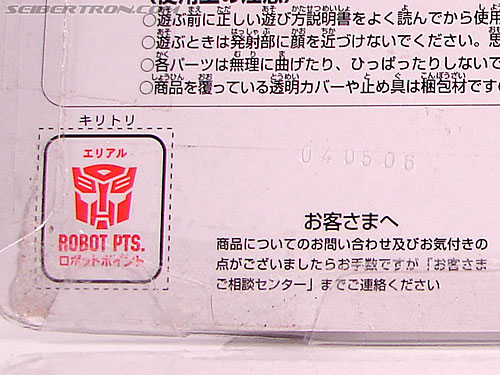 SEIBERTRON.COM
○遊ぶ前に正しい遊び方説明書をよく読んでから使用
○遊ぶときは発射部に顔を近づけないでください。思
○各パーツは無理に曲げたり、ひっぱったりしないで
○商品を覆っている透明カバーや止め具は梱包材です
キリトリ
エリアル
ROBOT PTS.
ロボットポイント
040506
お客さまへ
商品についてのお問い合わせ及びお気付きの
点がございましたらお手数ですが「お客さま
ご相談センター」までご連絡ください